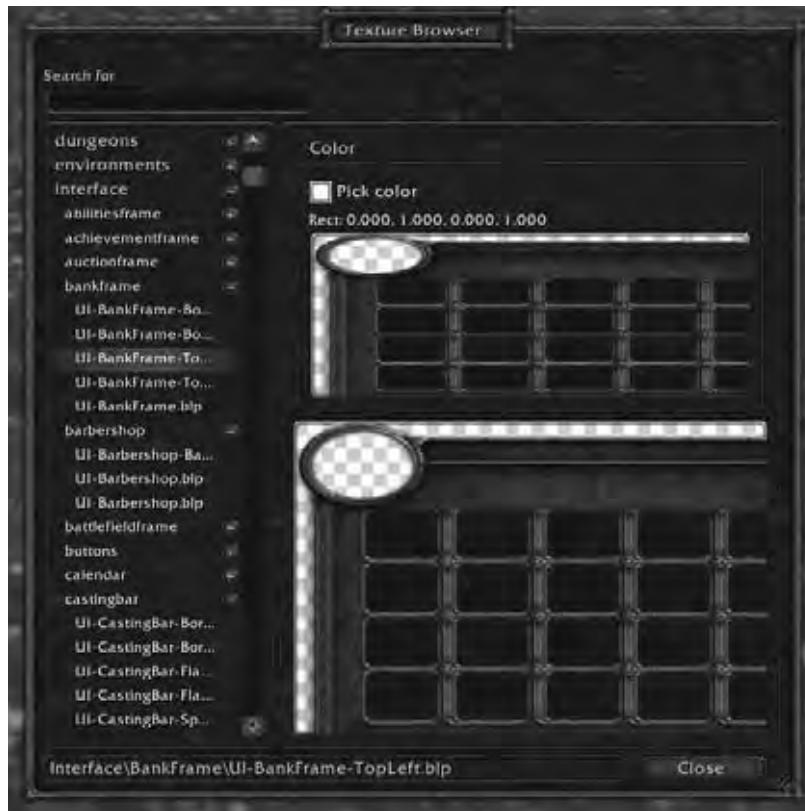 Texture Browser
Search for
dungeons
environments
interface
abilitiesframe
achievementframe
auctionframe
bankframe
UI-BankFrame-Bo...
UI-BankFrame-Bo...
UI-BankFrame-To...
UI-BankFrame-To...
UI-BankFrame.blp
barbershop
UI-Barbershop-Ba...
UI-Barbershop.blp
UI-Barbershop.blp
battlefieldframe
buttons
calendar
castingbar
UI-CastingBar-Bor...
UI-CastingBar-Bor...
UI-CastingBar-Fla...
UI-CastingBar-Fla...
UI-CastingBar-Sp...
Color
Pick color
Rect: 0.000, 1.000, 0.000, 1.000
Interface\BankFrame\UI-BankFrame-TopLeft.blp
Close